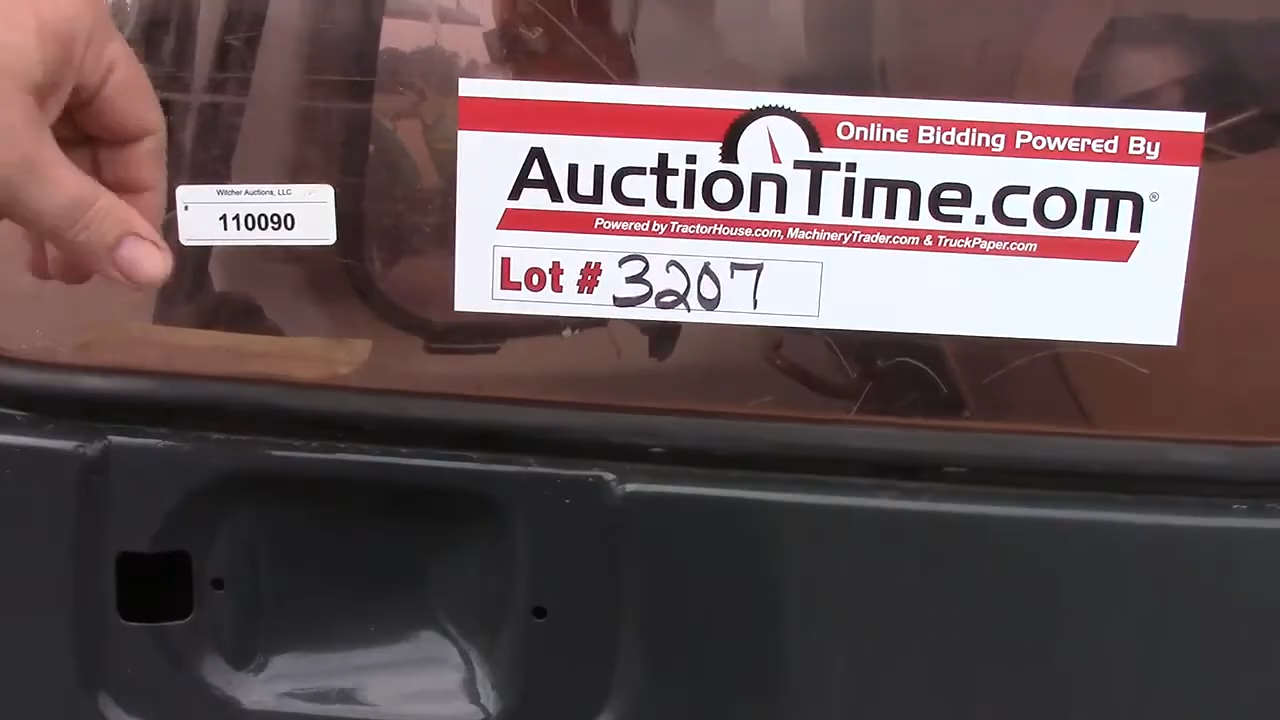 Witcher Auctions, LLC
#
110090
Online Bidding Powered By
AuctionTime.com®
Powered by TractorHouse.com, MachineryTrader.com & TruckPaper.com
Lot # 3207